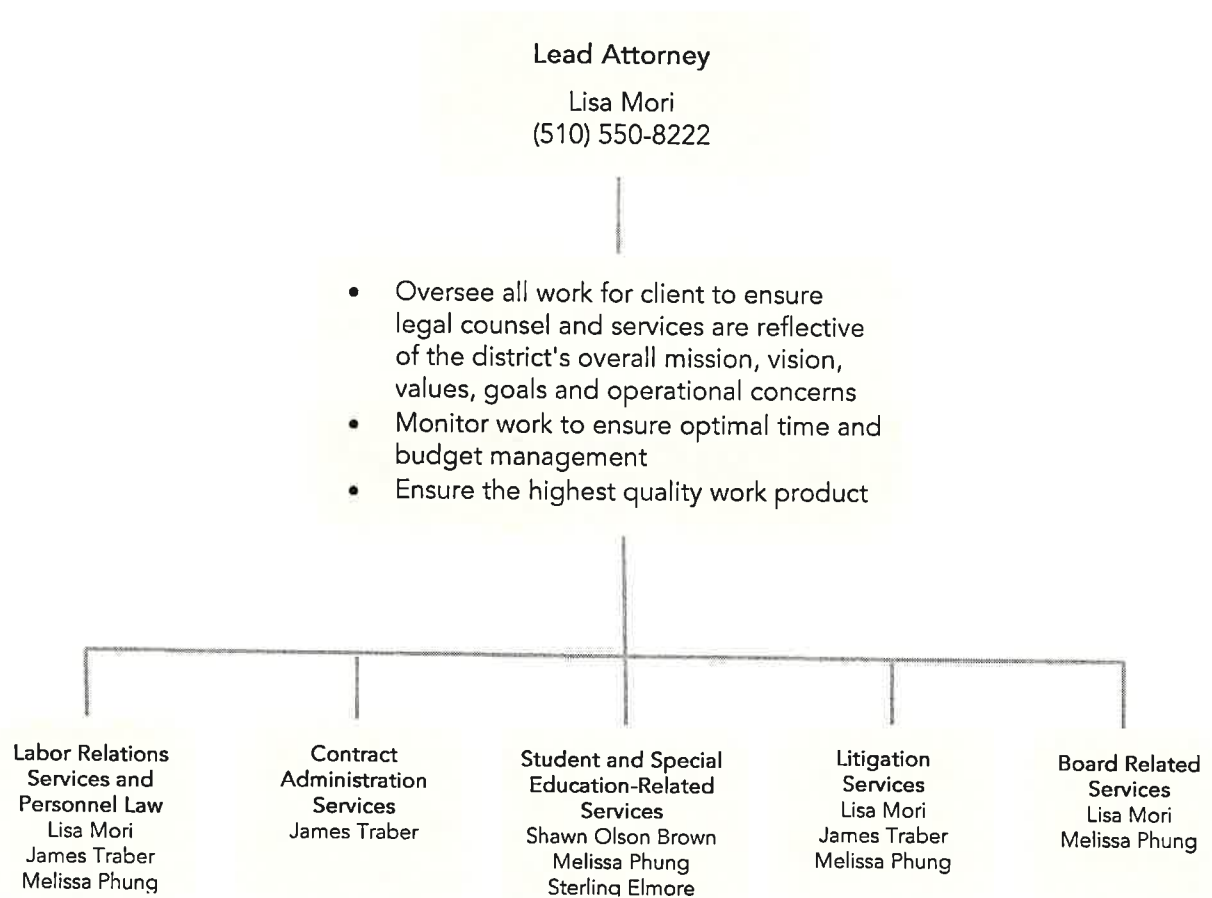 Lead Attorney
Lisa Mori
(510) 550-8222
• Oversee all work for client to ensure
legal counsel and services are reflective
of the district's overall mission, vision,
values, goals and operational concerns
• Monitor work to ensure optimal time and
budget management
• Ensure the highest quality work product
Labor Relations
Services and
Personnel Law
Lisa Mori
James Traber
Melissa Phung
Contract
Administration
Services
James Traber
Student and Special
Education-Related
Services
Shawn Olson Brown
Melissa Phung
Sterling Elmore
Litigation
Services
Lisa Mori
James Traber
Melissa Phung
Board Related
Services
Lisa Mori
Melissa Phung